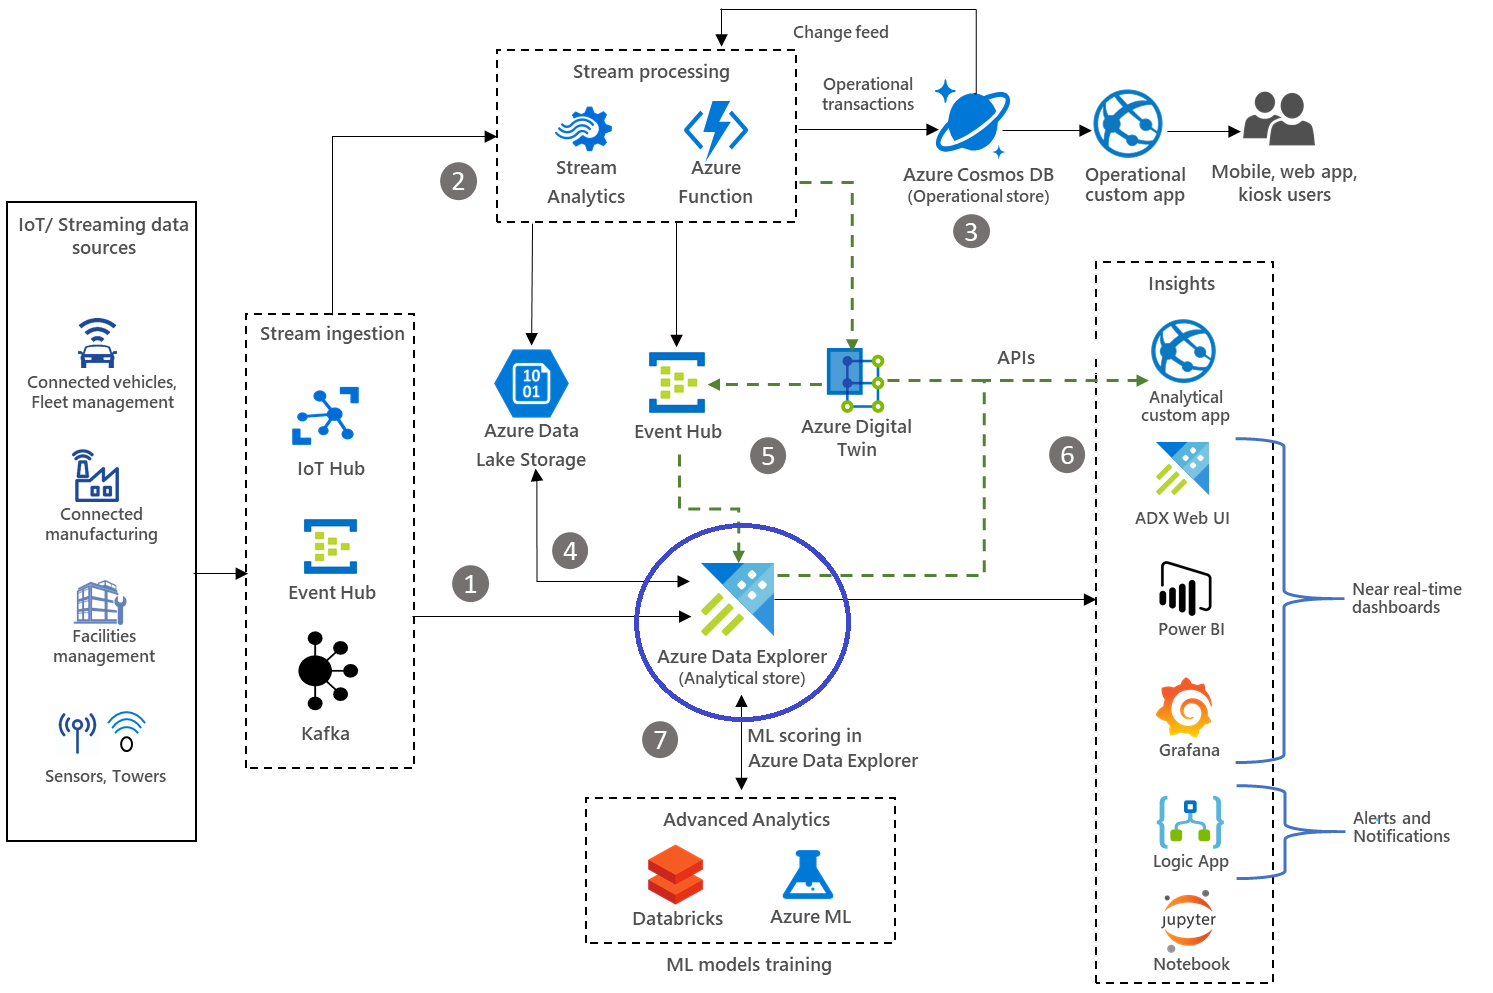 Change feed
Stream processing
Stream
Analytics
Azure
Function
Operational
transactions
Azure Cosmos DB
(Operational store)
3
Operational
custom app
Mobile, web app,
kiosk users
2
IoT/ Streaming data
sources
Connected vehicles,
Fleet management
Connected
manufacturing
Facilities
management
Sensors, Towers
Stream ingestion
IoT Hub
Event Hub
Kafka
10
01
Azure Data
Lake Storage
Event Hub
Azure Digital
Twin
APIs
5
6
4
1
Azure Data Explorer
(Analytical store)
7
ML scoring in
Azure Data Explorer
Advanced Analytics
Databricks
Azure ML
ML models training
Insights
Analytical
custom app
ADX Web UI
Power BI
Grafana
Logic App
Jupyter
Notebook
Near real-time
dashboards
Alerts and
Notifications